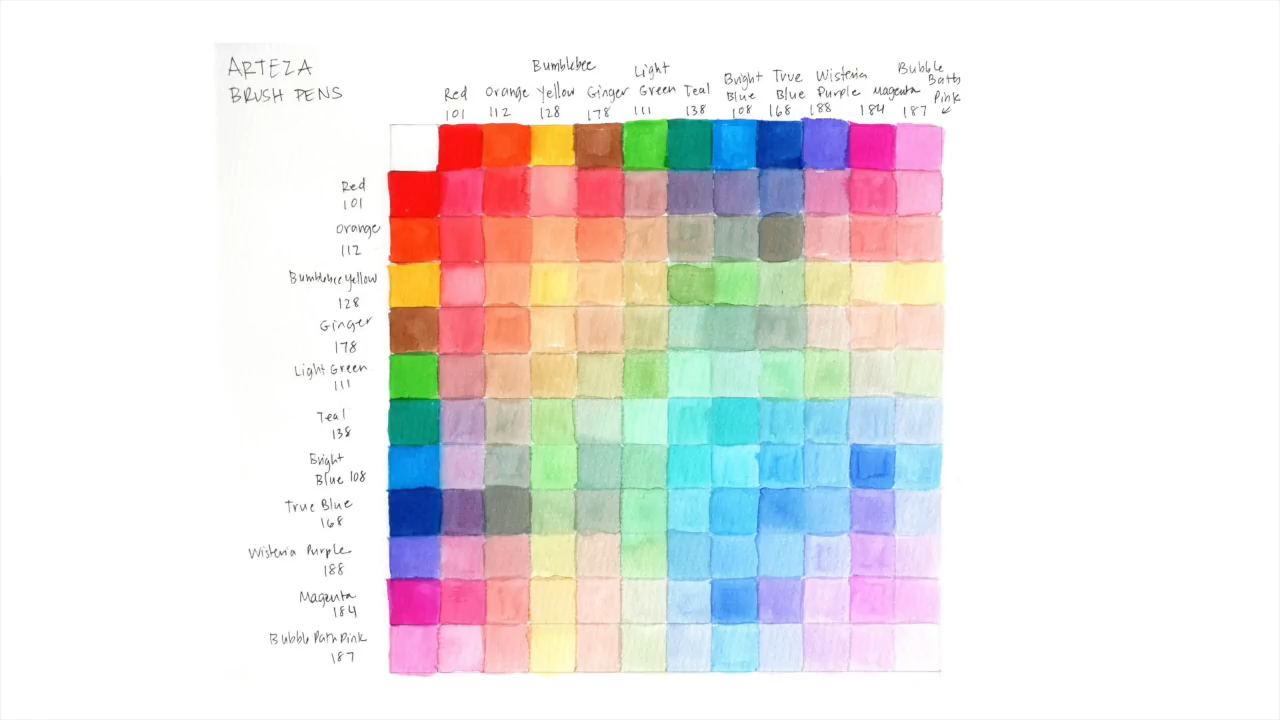 ARTEZA
BRUSH PENS
Red
101
Orange
112
Bumblebee
Yellow
128
Ginger
178
Light
Green
111
Teal
138
Bright
Blue
108
True
Blue
168
Wisteria
Purple
188
Magenta
184
Bubble
Bath
Pink
187
Red
101
Orange
112
Bumblebee Yellow
128
Ginger
178
Light Green
111
Teal
138
Bright
Blue 108
True Blue
168
Wisteria Purple
188
Magenta
184
Bubble Bath Pink
187